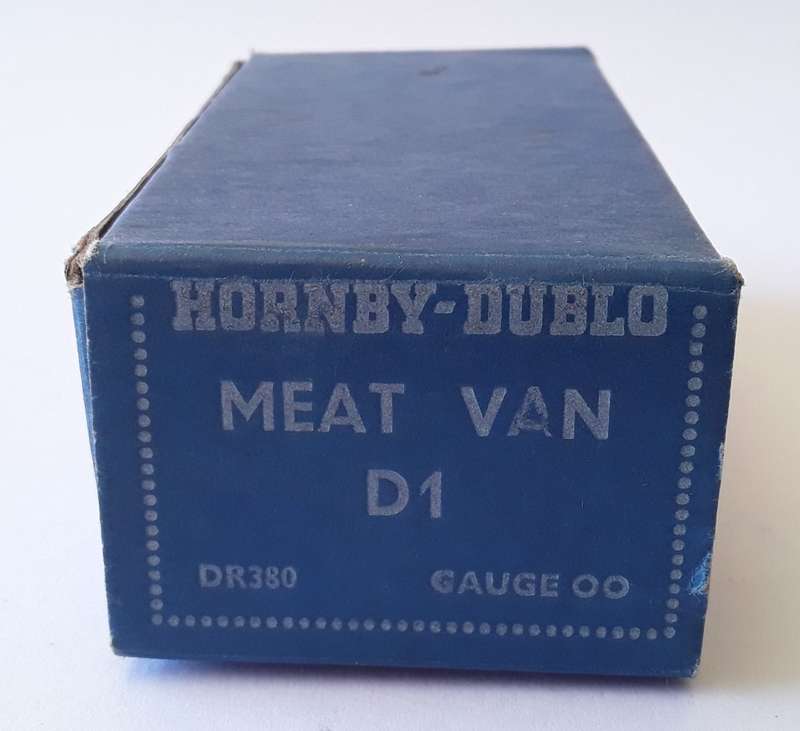 HORNBY-DUBLO
MEAT VAN
D1
DR380 GAUGE OO